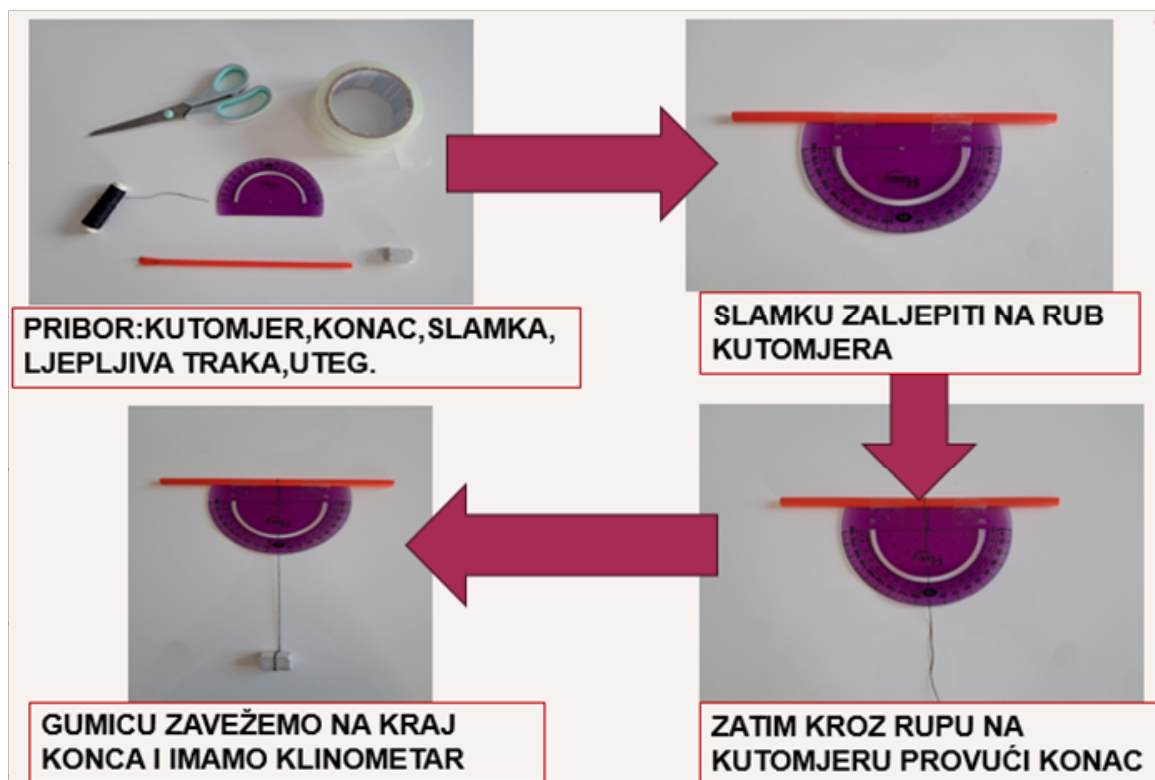 PRIBOR:KUTOMJER,KONAC,SLAMKA,
LJEPLJIVA TRAKA,UTEG.
SLAMKU ZALJEPITI NA RUB
KUTOMJERA
ZATIM KROZ RUPU NA
KUTOMJERU PROVUĆI KONAC
GUMICU ZAVEŽEMO NA KRAJ
KONCA I IMAMO KLINOMETAR